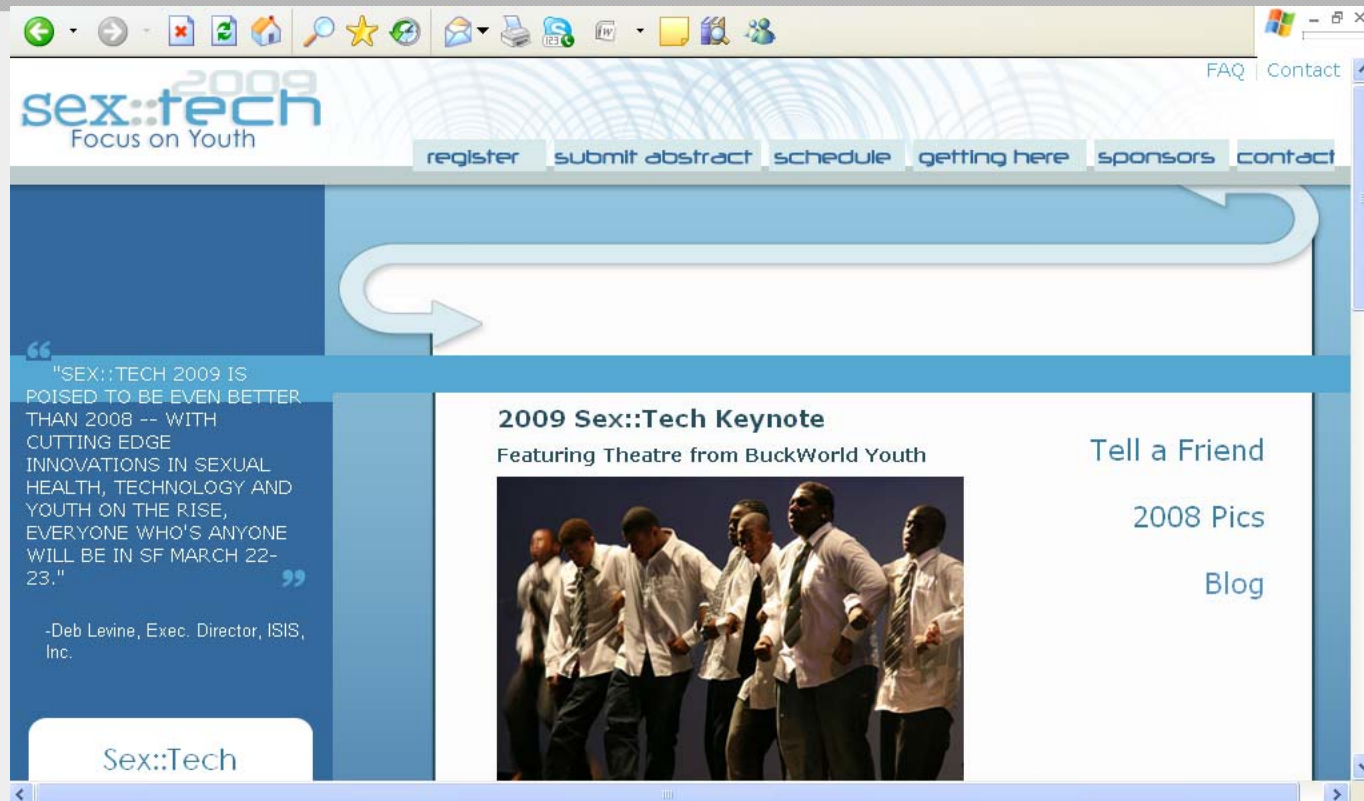 FAQ | Contact
2009
sex::tech
Focus on Youth
register submit abstract schedule getting here sponsors contact
"SEX::TECH 2009 IS
POISED TO BE EVEN BETTER
THAN 2008 -- WITH
CUTTING EDGE
INNOVATIONS IN SEXUAL
HEALTH, TECHNOLOGY AND
YOUTH ON THE RISE,
EVERYONE WHO'S ANYONE
WILL BE IN SF MARCH 22-
23."
-Deb Levine, Exec. Director, ISIS,
Inc.
Sex::Tech
2009 Sex::Tech Keynote
Featuring Theatre from BuckWorld Youth
Tell a Friend
2008 Pics
Blog